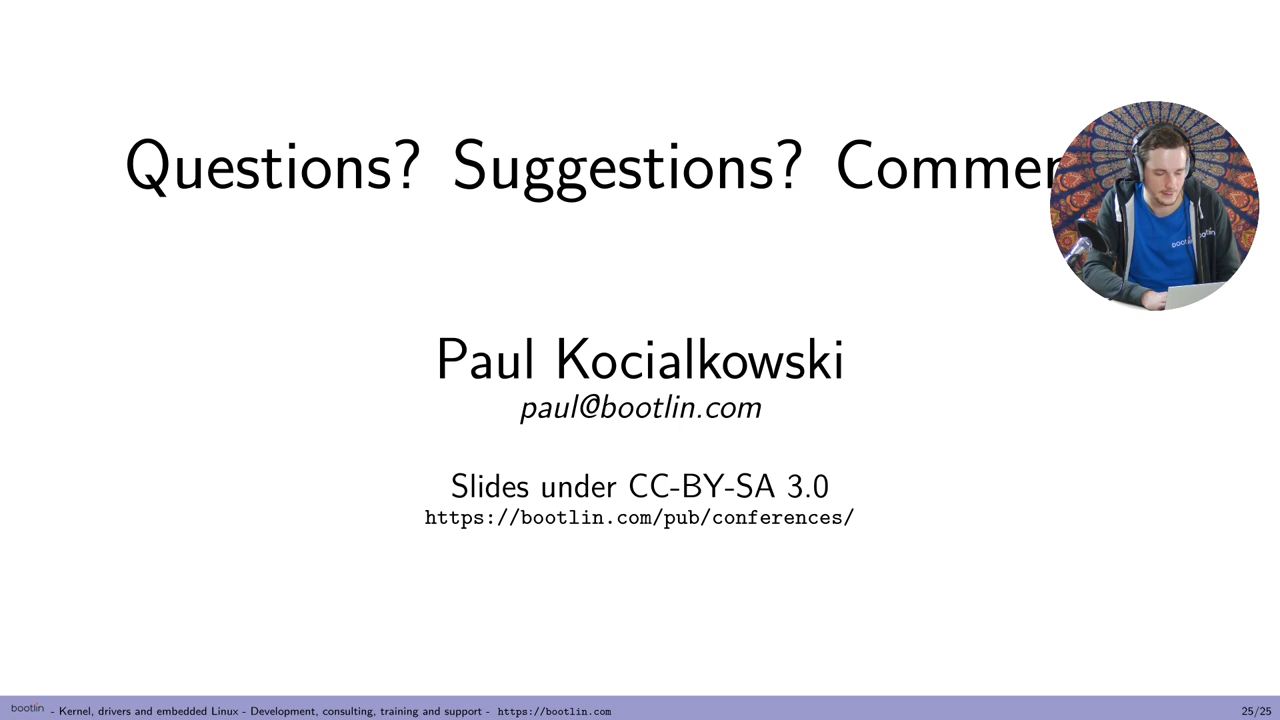 Questions? Suggestions? Commen
Paul Kocialkowski
paul@bootlin.com
Slides under CC-BY-SA 3.0
https://bootlin.com/pub/conferences/
bootlin - Kernel, drivers and embedded Linux - Development, consulting, training and support - https://bootlin.com 25/25